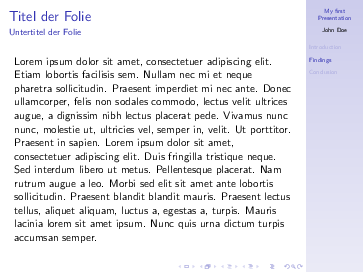 Titel der Folie
Untertitel der Folie
Lorem ipsum dolor sit amet, consectetuer adipiscing elit.
Etiam lobortis facilisis sem. Nullam nec mi et neque
pharetra sollicitudin. Praesent imperdiet mi nec ante. Donec
ullamcorper, felis non sodales commodo, lectus velit ultrices
augue, a dignissim nibh lectus placerat pede. Vivamus nunc
nunc, molestie ut, ultricies vel, semper in, velit. Ut porttitor.
Praesent in sapien. Lorem ipsum dolor sit amet,
consectetuer adipiscing elit. Duis fringilla tristique neque.
Sed interdum libero ut metus. Pellentesque placerat. Nam
rutrum augue a leo. Morbi sed elit sit amet ante lobortis
sollicitudin. Praesent blandit blandit mauris. Praesent lectus
tellus, aliquet aliquam, luctus a, egestas a, turpis. Mauris
lacinia lorem sit amet ipsum. Nunc quis urna dictum turpis
accumsan semper.
My first
Presentation
John Doe
Introduction
Findings
Conclusion